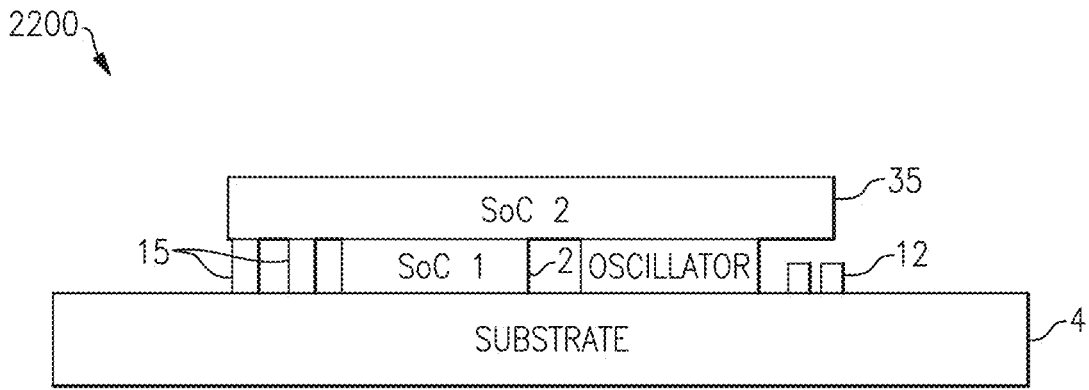 2200
SoC 2
35
15
SoC 1
2
OSCILLATOR
12
SUBSTRATE
4